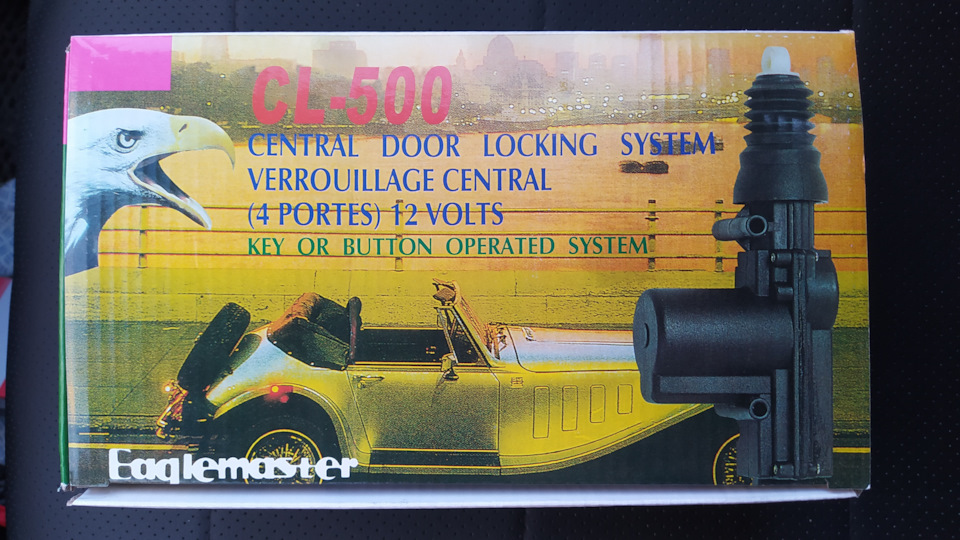 CL-500
CENTRAL DOOR LOCKING SYSTEM
VERROUILLAGE CENTRAL
(4 PORTES) 12 VOLTS
KEY OR BUTTON OPERATED SYSTEM
Eaglemaster